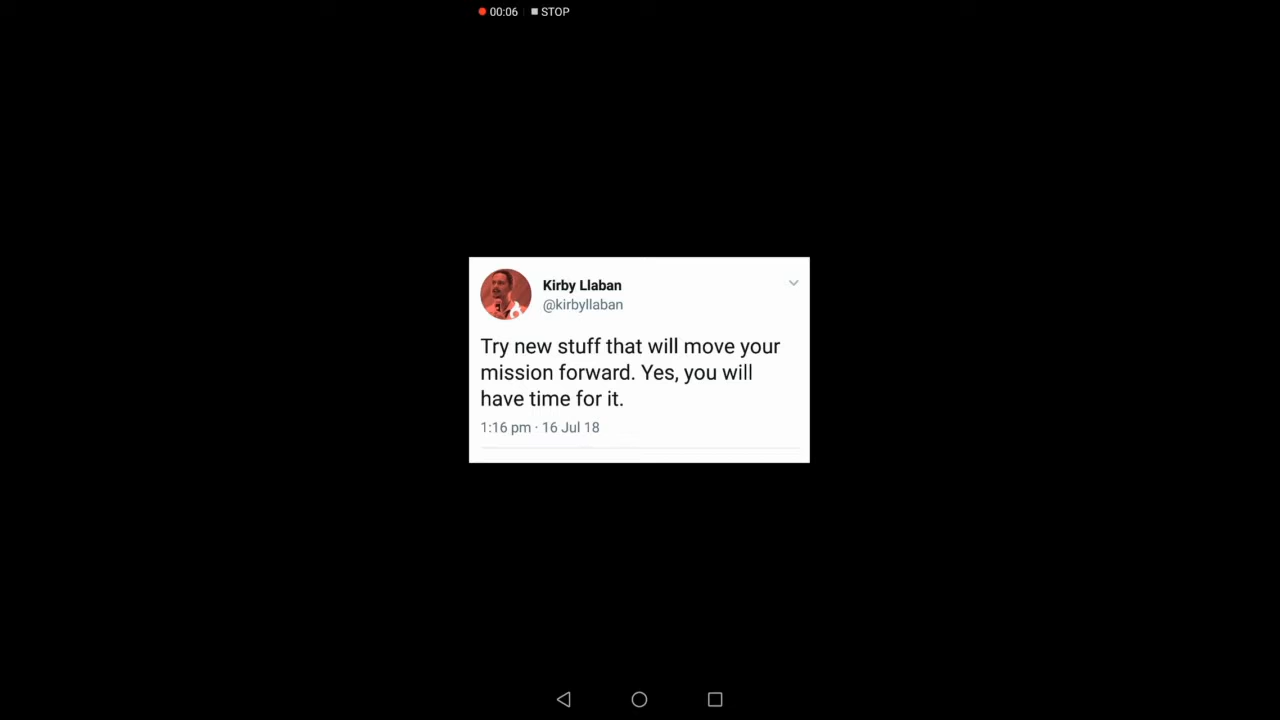 00:06 STOP
Kirby Llaban
@kirbyllaban
Try new stuff that will move your
mission forward. Yes, you will
have time for it.
1:16 pm · 16 Jul 18